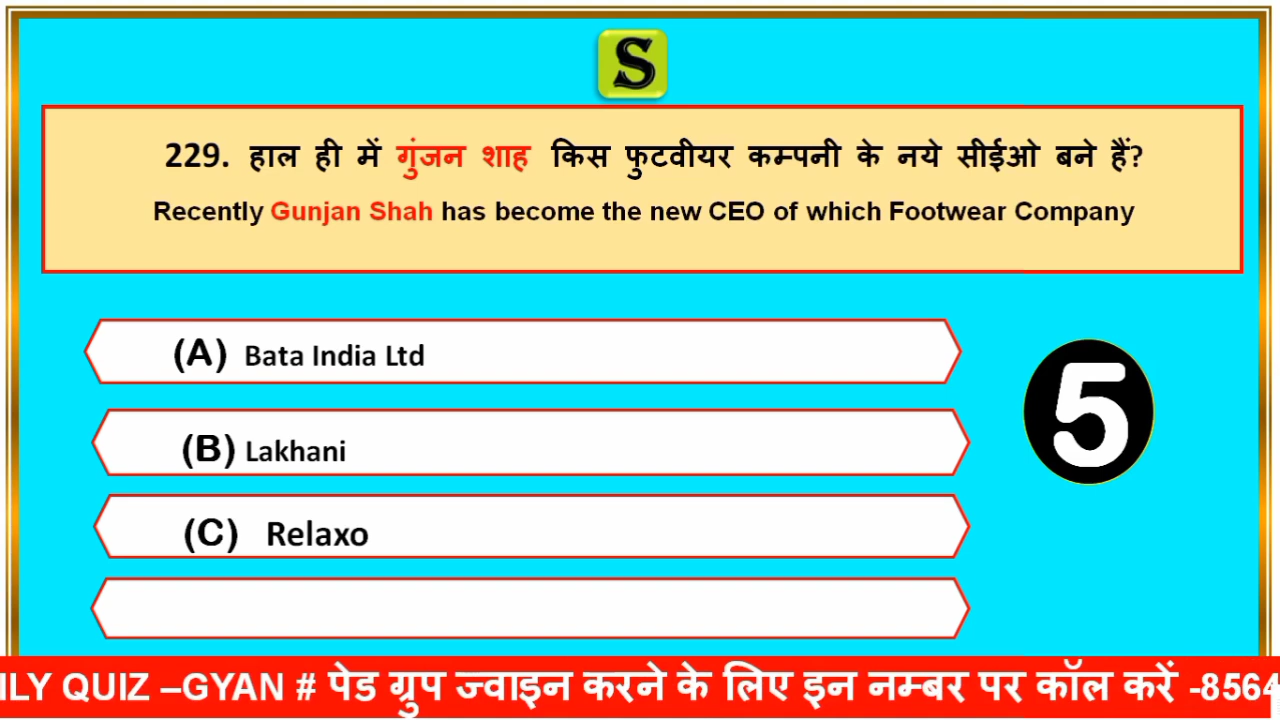 S
229. हाल ही में गुंजन शाह किस फुटवीयर कम्पनी के नये सीईओ बने हैं?
Recently Gunjan Shah has become the new CEO of which Footwear Company
(A) Bata India Ltd
(B) Lakhani
5
(C) Relaxo
ILY QUIZ –GYAN # पेड ग्रुप ज्वाइन करने के लिए इन नम्बर पर कॉल करें -8564